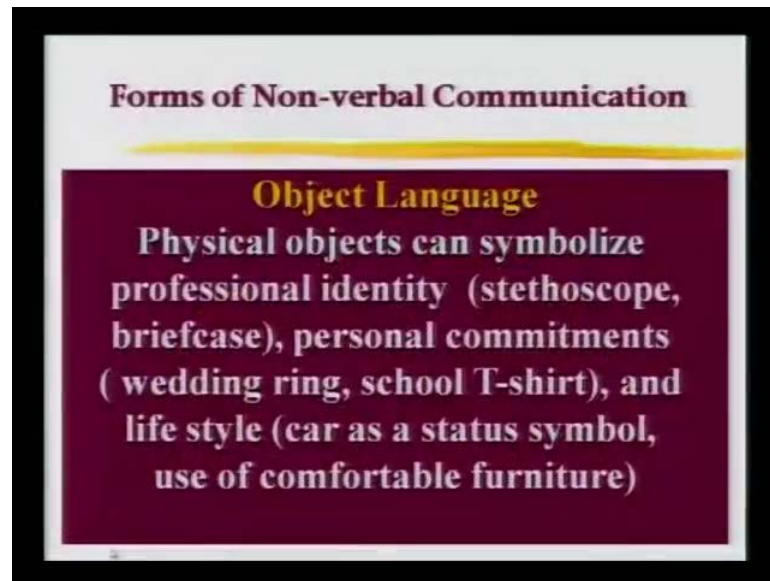 Forms of Non-verbal Communication
Object Language
Physical objects can symbolize
professional identity (stethoscope,
briefcase), personal commitments
( wedding ring, school T-shirt), and
life style (car as a status symbol,
use of comfortable furniture)